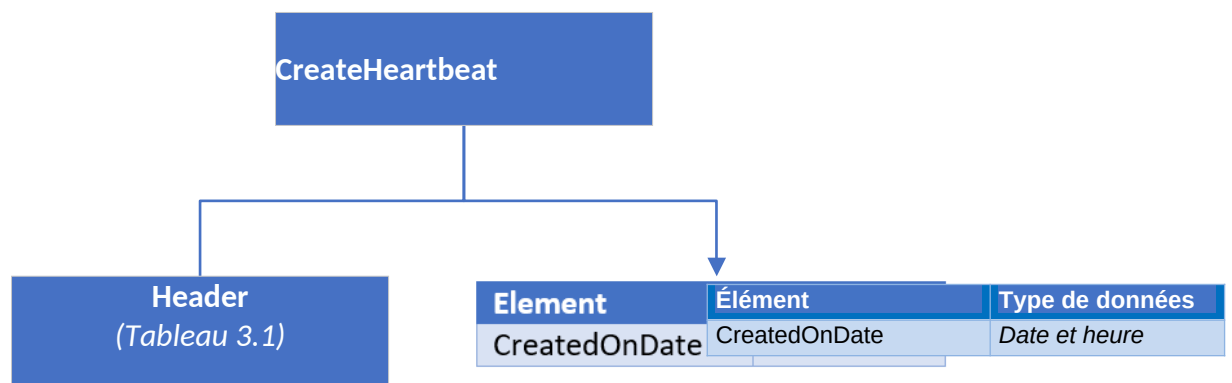 CreateHeartbeat
Header
(Tableau 3.1)
Element
CreatedOnDate
Élément Type de données
CreatedOnDate Date et heure